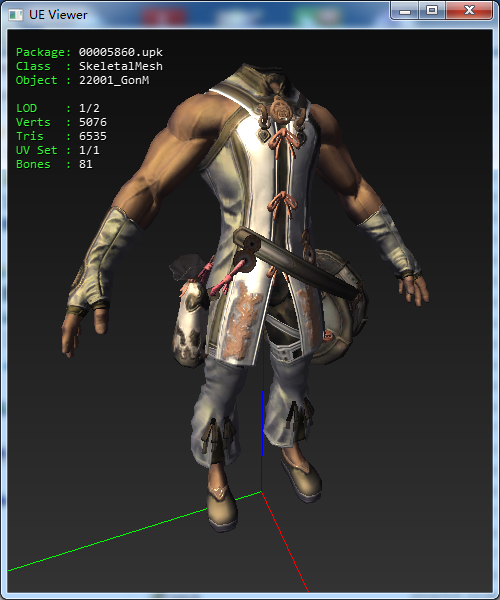 UE Viewer
Package: 00005860.upk
Class : SkeletalMesh
Object : 22001_GonM
LOD : 1/2
Verts : 5076
Tris : 6535
UV Set : 1/1
Bones : 81